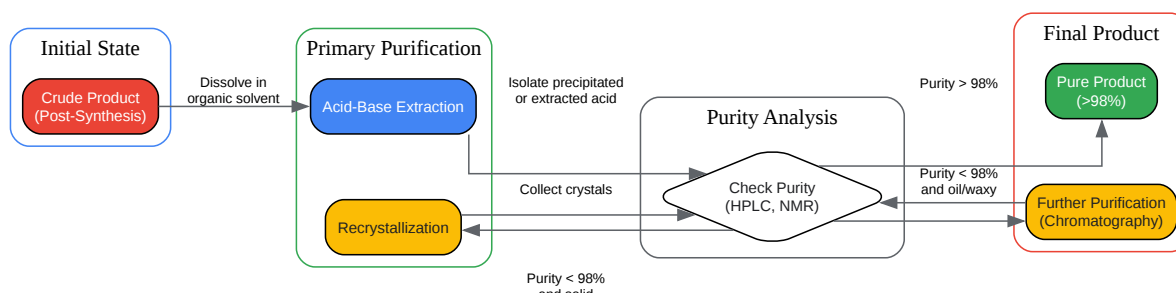 Initial State
Crude Product
(Post-Synthesis)
Dissolve in
organic solvent
Primary Purification
Acid-Base Extraction
Recrystallization
Isolate precipitated
or extracted acid
Collect crystals
Purity < 98%
and solid
Purity Analysis
Check Purity
(HPLC, NMR)
Purity > 98%
Purity < 98%
and oil/waxy
Final Product
Pure Product
(>98%)
Further Purification
(Chromatography)